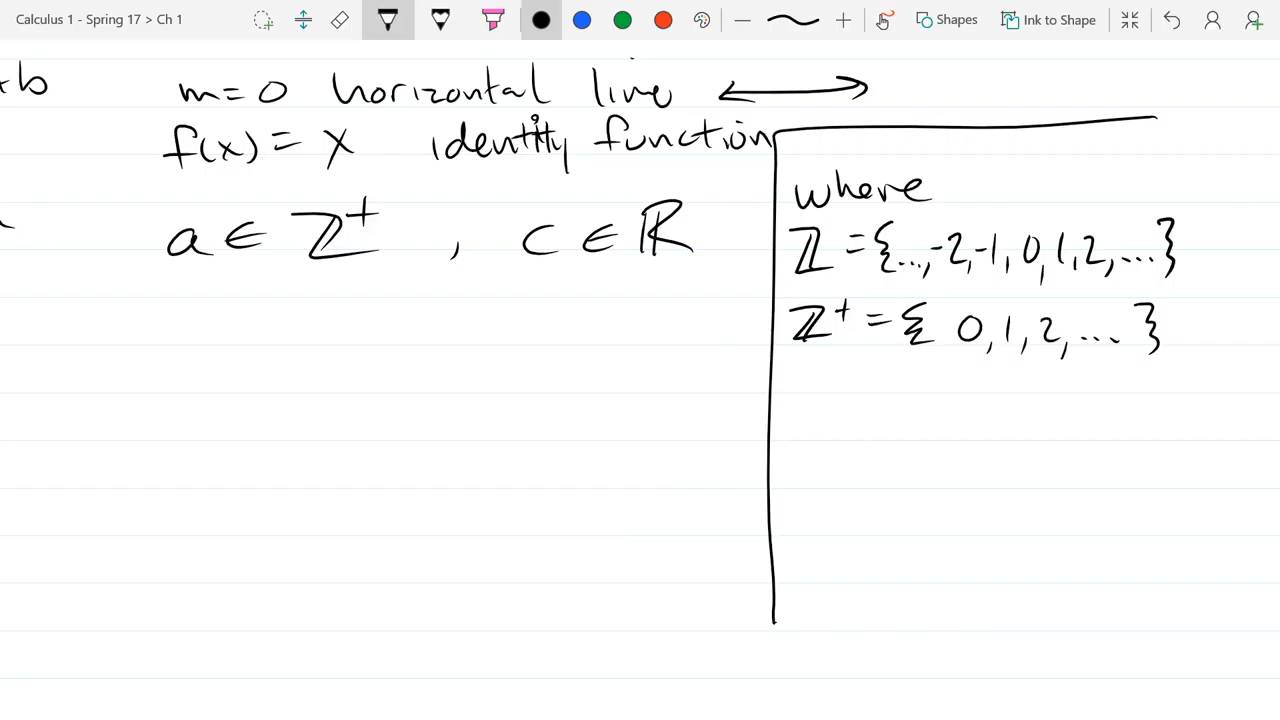 Calculus 1 - Spring 17 > Ch 1
Shapes
Ink to Shape
+b
m=0 horizontal line
f(x) = x identity function
a ∈ ℤ⁺ , c ∈ ℝ
where
ℤ = {..., -2, -1, 0, 1, 2, ...}
ℤ⁺ = { 0, 1, 2, ... }